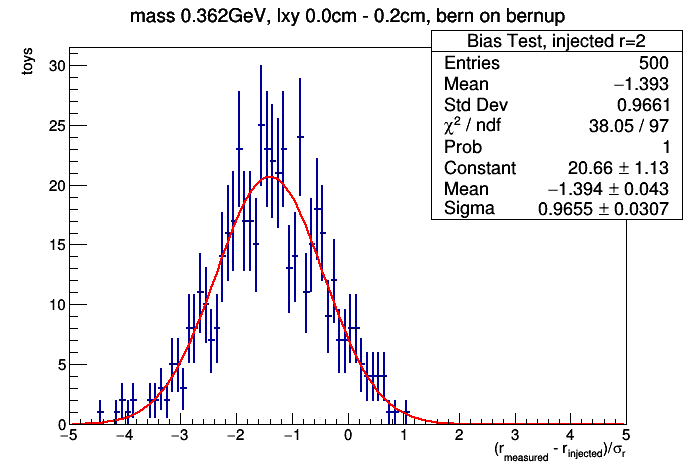 mass 0.362GeV, lxy 0.0cm - 0.2cm, bern on bernup
Bias Test, injected r=2
Entries 500
Mean −1.393
Std Dev 0.9661
χ² / ndf 38.05 / 97
Prob 1
Constant 20.66 ± 1.13
Mean −1.394 ± 0.043
Sigma 0.9655 ± 0.0307
toys
30
25
20
15
10
5
0
−5 −4 −3 −2 −1 0 1 2 3 4 5
(r_measured - r_injected)/σ_r